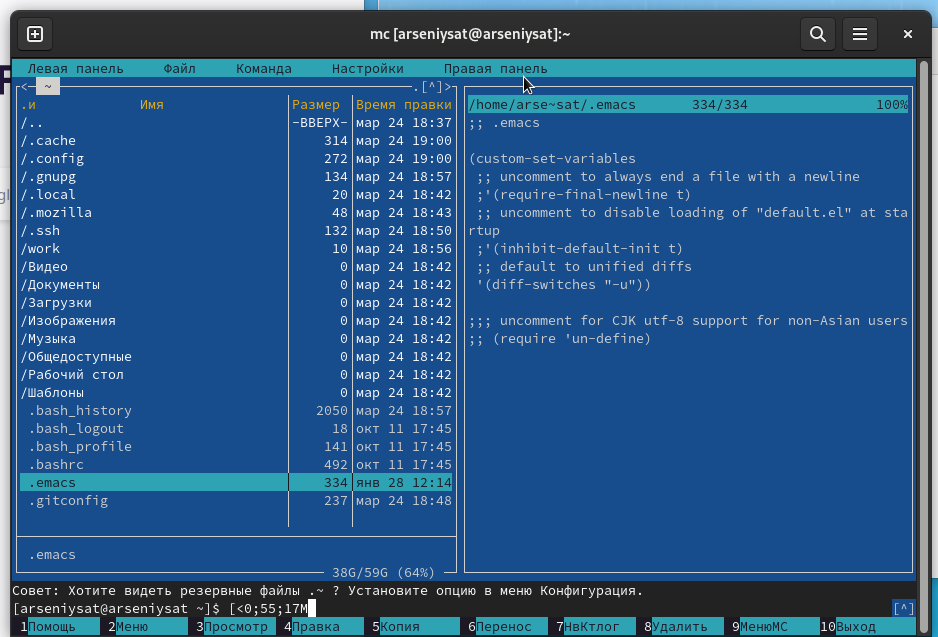 mc [arseniysat@arseniysat]:~
Левая панель Файл Команда Настройки Правая панель
<- ~ .[^]>
.и Имя Размер Время правки
/.. -ВВЕРХ- мар 24 18:37
/.cache 314 мар 24 19:00
/.config 272 мар 24 19:00
/.gnupg 134 мар 24 18:57
/.local 20 мар 24 18:42
/.mozilla 48 мар 24 18:43
/.ssh 132 мар 24 18:50
/work 10 мар 24 18:56
/Видео 0 мар 24 18:42
/Документы 0 мар 24 18:42
/Загрузки 0 мар 24 18:42
/Изображения 0 мар 24 18:42
/Музыка 0 мар 24 18:42
/Общедоступные 0 мар 24 18:42
/Рабочий стол 0 мар 24 18:42
/Шаблоны 0 мар 24 18:42
.bash_history 2050 мар 24 18:57
.bash_logout 18 окт 11 17:45
.bash_profile 141 окт 11 17:45
.bashrc 492 окт 11 17:45
.emacs 334 янв 28 12:14
.gitconfig 237 мар 24 18:48
.emacs
38G/59G (64%)
/home/arse~sat/.emacs 334/334 100%
;; .emacs
(custom-set-variables
;; uncomment to always end a file with a newline
;'(require-final-newline t)
;; uncomment to disable loading of "default.el" at sta
rtup
;'(inhibit-default-init t)
;; default to unified diffs
'(diff-switches "-u"))
;;; uncomment for CJK utf-8 support for non-Asian users
;; (require 'un-define)
Совет: Хотите видеть резервные файлы .~ ? Установите опцию в меню Конфигурация.
[arseniysat@arseniysat ~]$ [<0;55;17M [^]
1Помощь 2Меню 3Просмотр 4Правка 5Копия 6Перенос 7НвКтлог 8Удалить 9МенюМС 10Выход